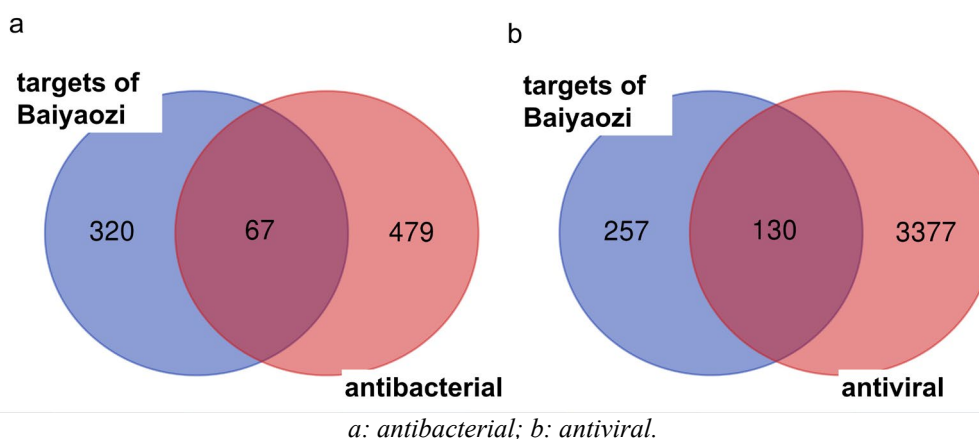 a
targets of
Baiyaozi
320
67
479
antibacterial
b
targets of
Baiyaozi
257
130
3377
antiviral
a: antibacterial; b: antiviral.